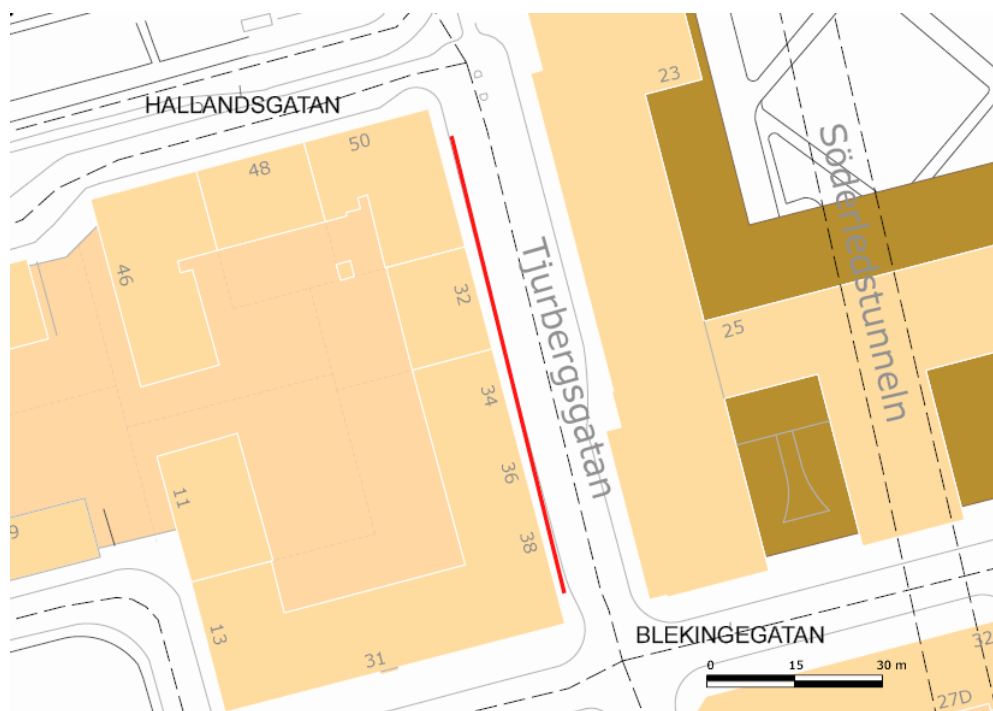 23
HALLANDSGATAN
50
48
Söderledstunneln
46
32
Tjurbergsgatan
25
34
36
11
38
9
13
31
BLEKINGEGATAN
32
0 15 30 m
27D